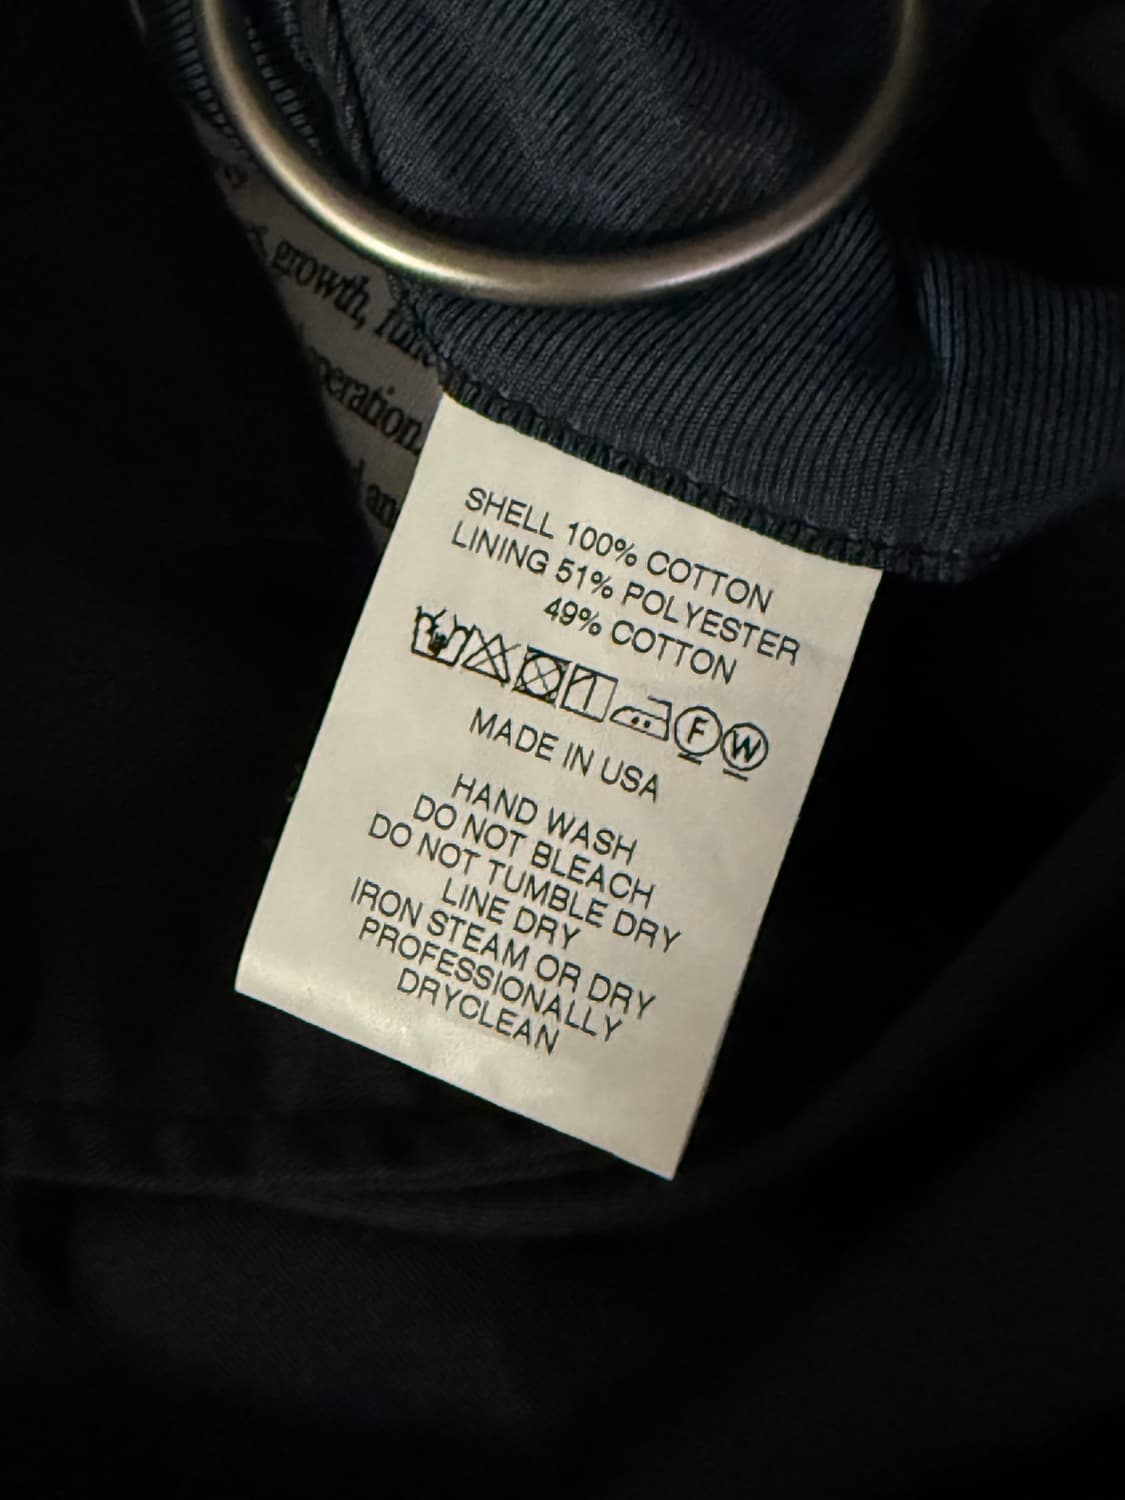 growth,
and
SHELL 100% COTTON
LINING 51% POLYESTER
49% COTTON
F W
MADE IN USA
HAND WASH
DO NOT BLEACH
DO NOT TUMBLE DRY
LINE DRY
IRON STEAM OR DRY
PROFESSIONALLY
DRYCLEAN